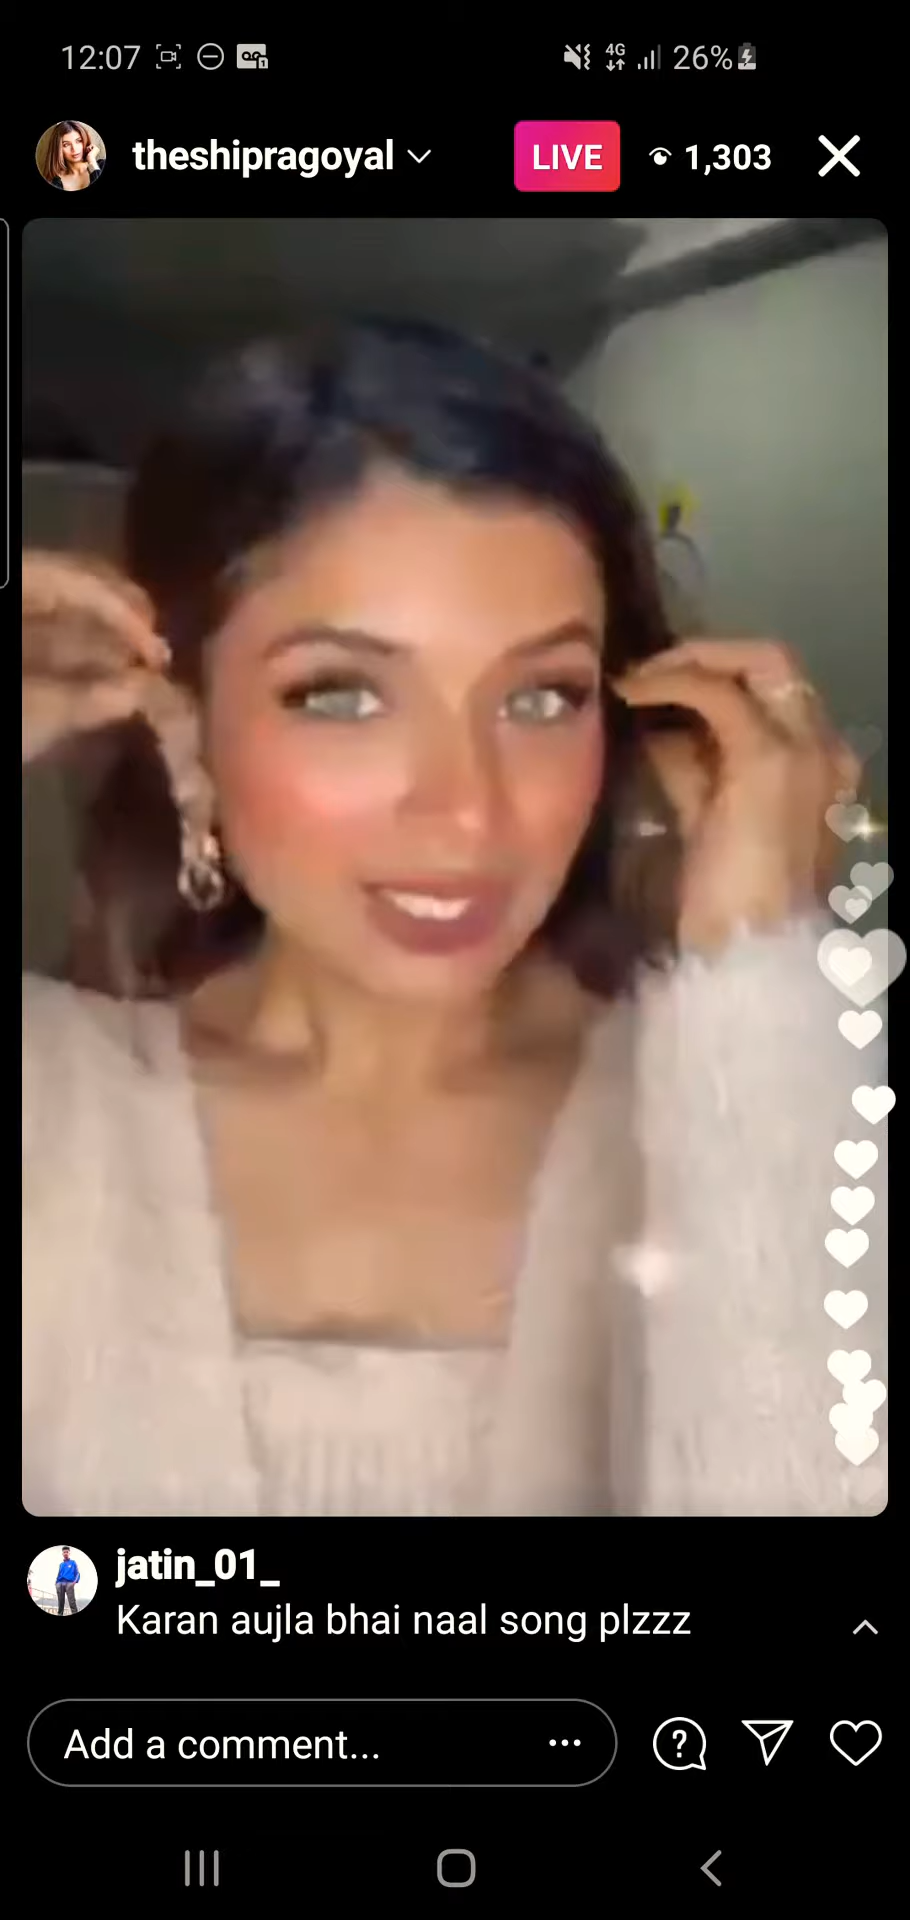 12:07 4G 26%
theshipragoyal LIVE 1,303
jatin_01_
Karan aujla bhai naal song plzzz
Add a comment...